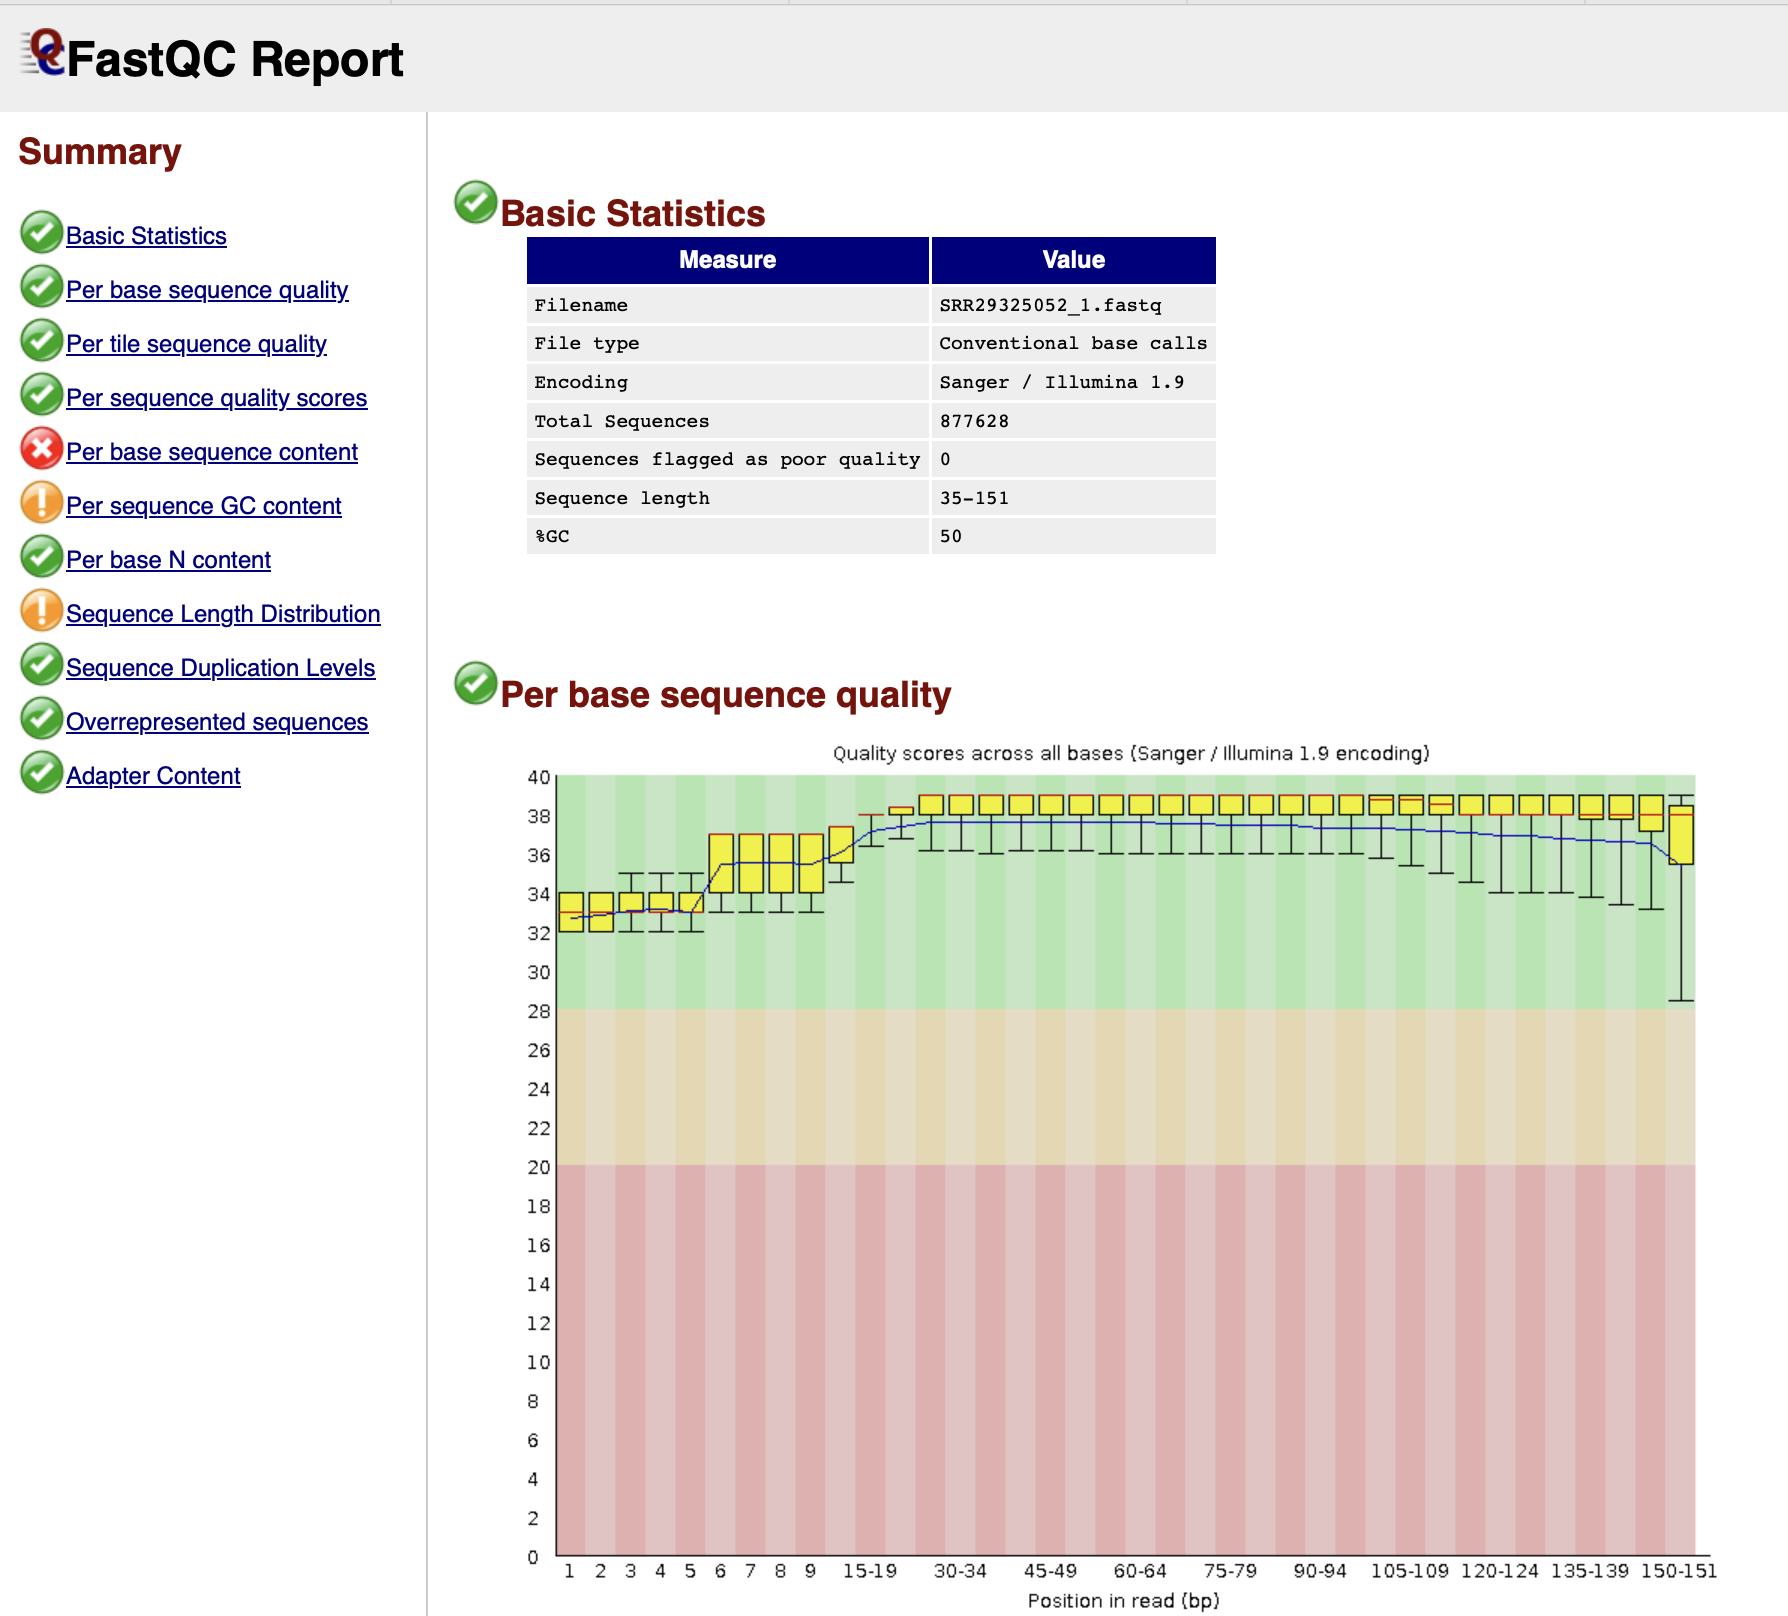 FastQC Report
Summary
Basic Statistics
Per base sequence quality
Per tile sequence quality
Per sequence quality scores
Per base sequence content
Per sequence GC content
Per base N content
Sequence Length Distribution
Sequence Duplication Levels
Overrepresented sequences
Adapter Content
Basic Statistics
Measure Value
Filename SRR29325052_1.fastq
File type Conventional base calls
Encoding Sanger / Illumina 1.9
Total Sequences 877628
Sequences flagged as poor quality 0
Sequence length 35-151
%GC 50
Per base sequence quality
Quality scores across all bases (Sanger / Illumina 1.9 encoding)
40
38
36
34
32
30
28
26
24
22
20
18
16
14
12
10
8
6
4
2
0
1 2 3 4 5 6 7 8 9 15-19 30-34 45-49 60-64 75-79 90-94 105-109 120-124 135-139 150-151
Position in read (bp)